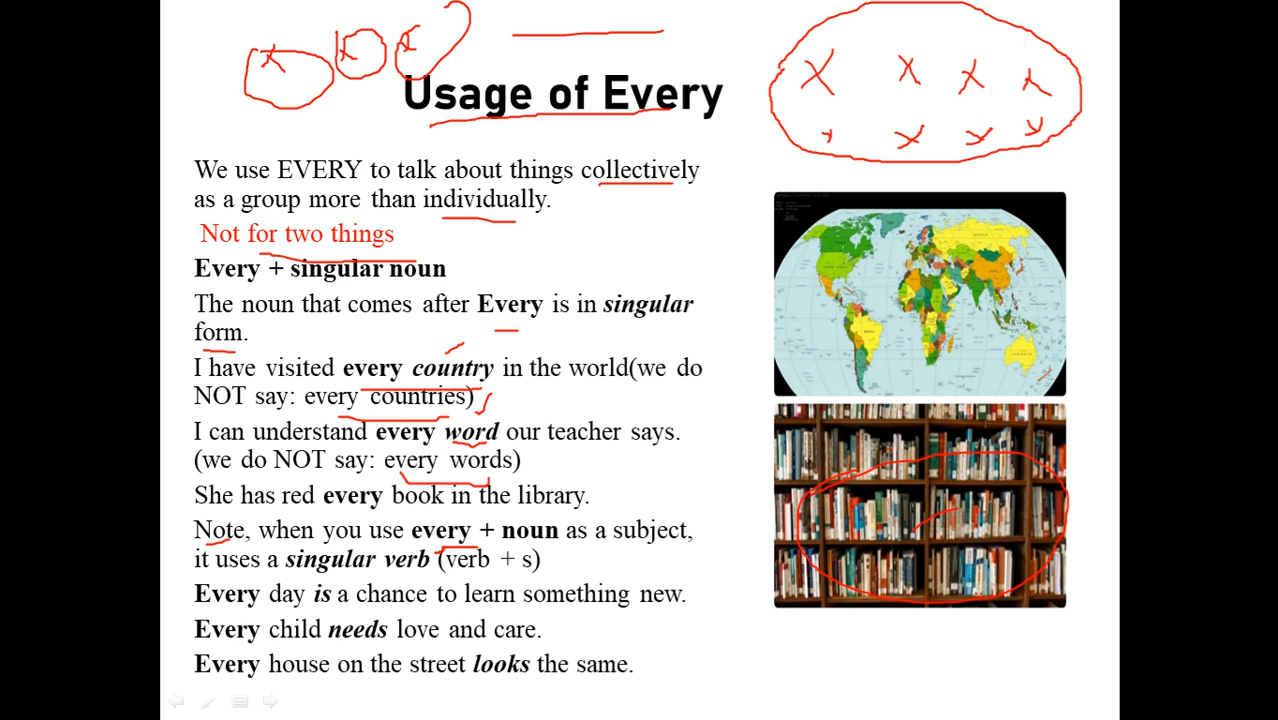 Usage of Every
We use EVERY to talk about things collectively
as a group more than individually.
Not for two things
Every + singular noun
The noun that comes after Every is in singular
form.
I have visited every country in the world(we do
NOT say: every countries)
I can understand every word our teacher says.
(we do NOT say: every words)
She has red every book in the library.
Note, when you use every + noun as a subject,
it uses a singular verb (verb + s)
Every day is a chance to learn something new.
Every child needs love and care.
Every house on the street looks the same.